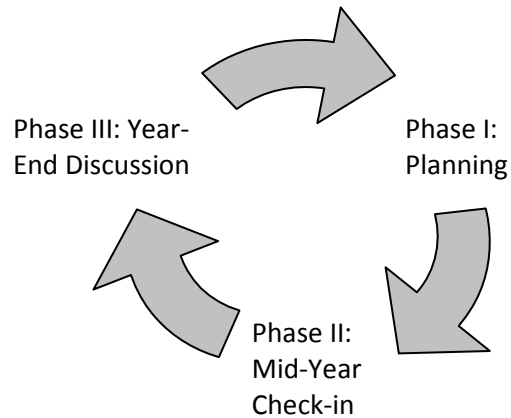 Phase III: Year-
End Discussion
Phase I:
Planning
Phase II:
Mid-Year
Check-in